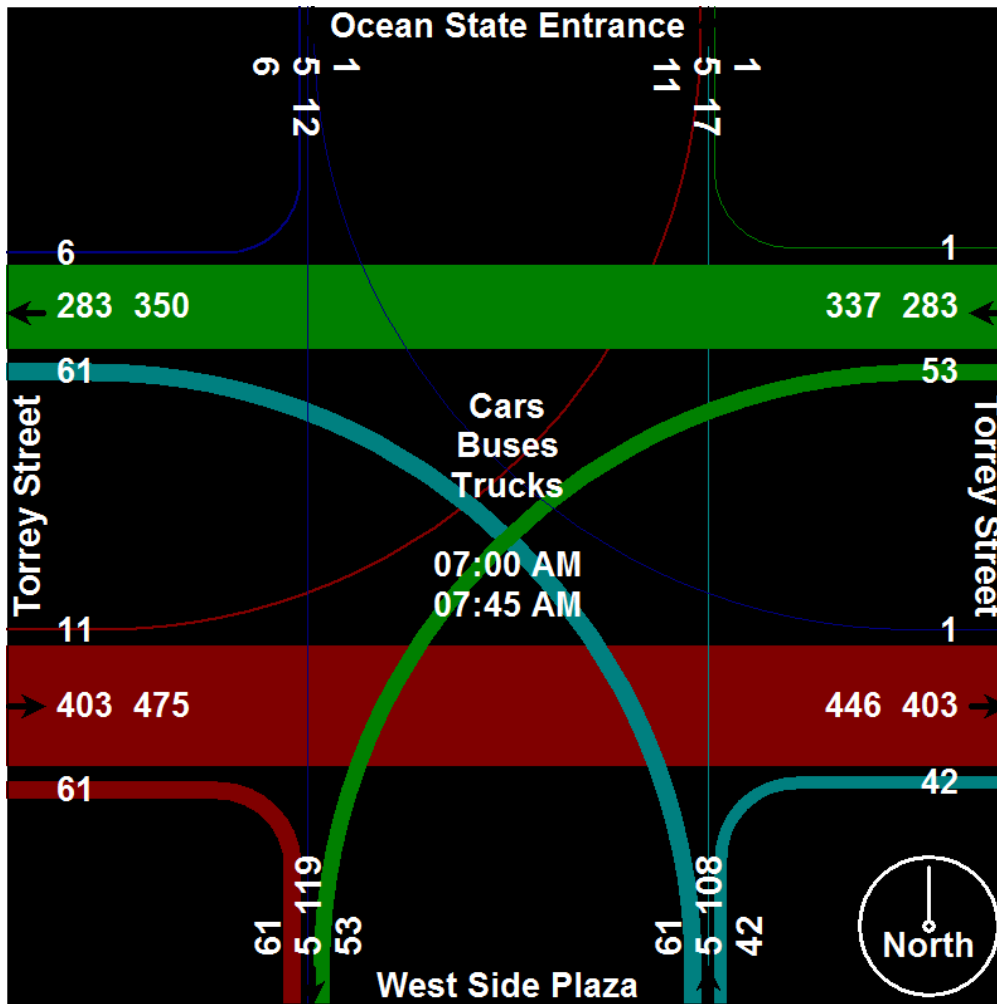 Ocean State Entrance
6 5 1
12
11 5 1
17
6
1
283 350
337 283
61
53
Torrey Street
Torrey Street
Cars
Buses
Trucks
07:00 AM
07:45 AM
11
1
403 475
446 403
61
42
119
61 5 53
108
61 5 42
North
West Side Plaza